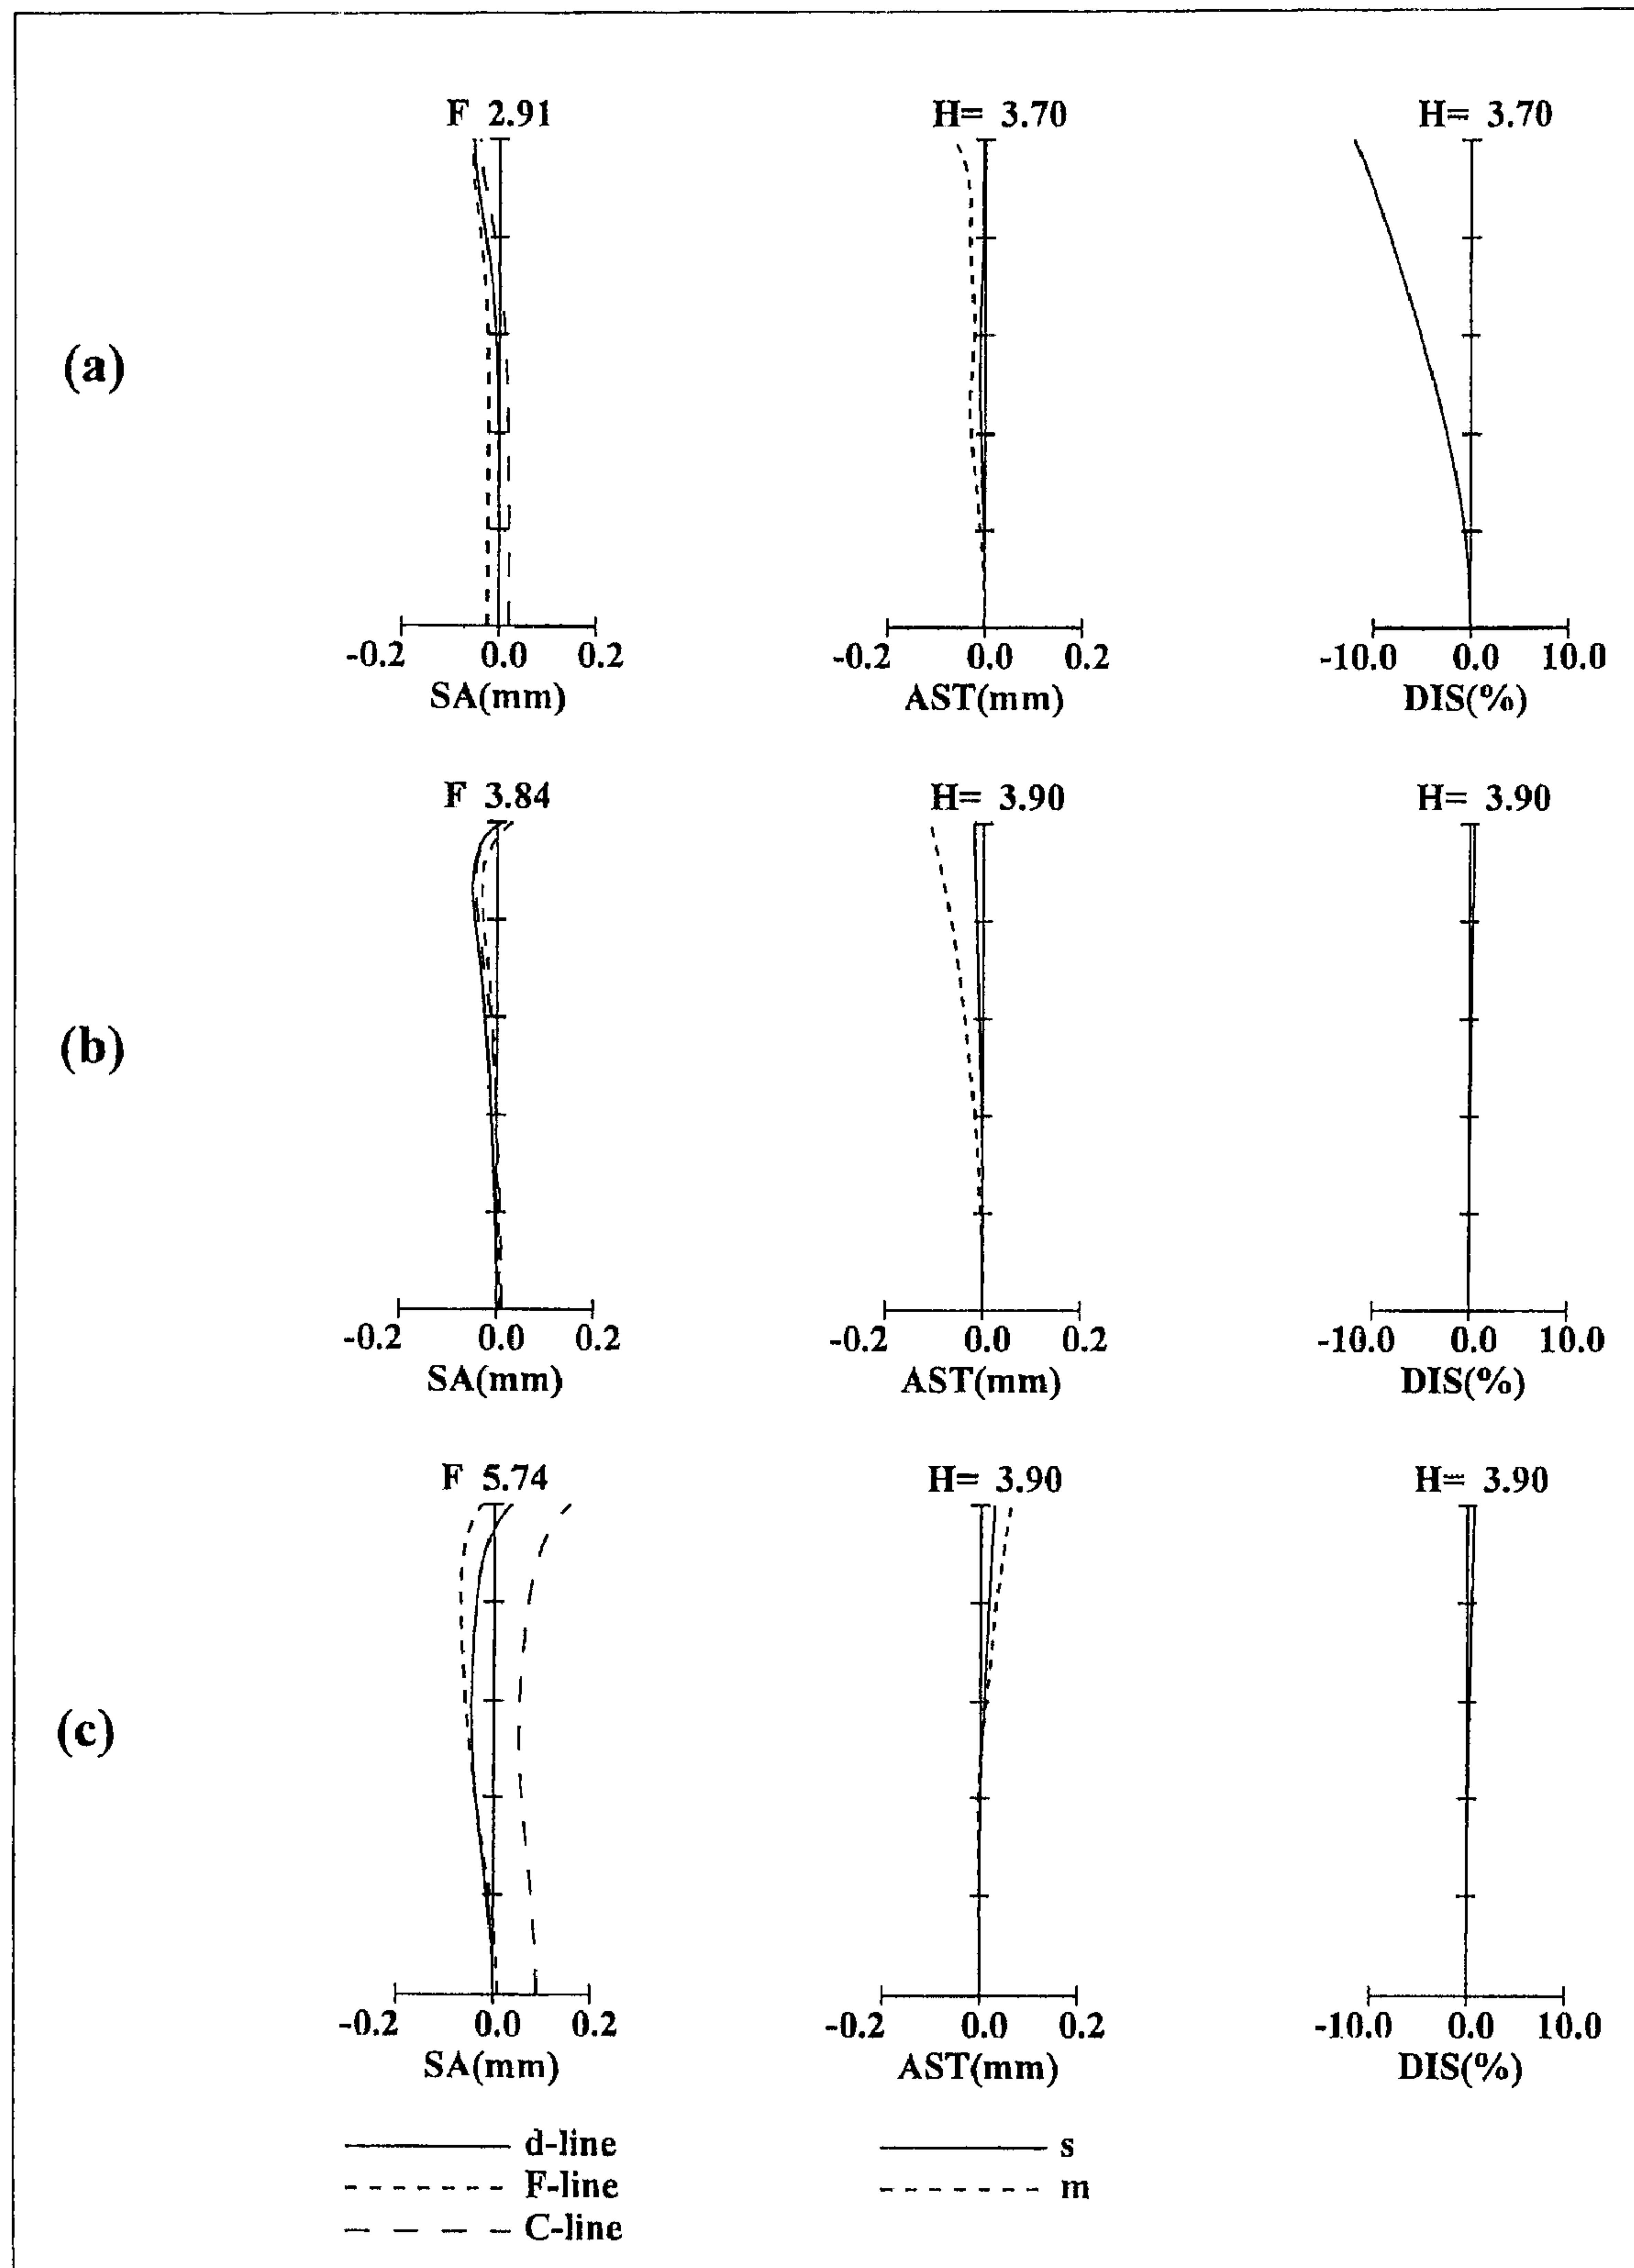 F 2.91 H= 3.70 H= 3.70
(a)
-0.2 0.0 0.2 -0.2 0.0 0.2 -10.0 0.0 10.0
SA(mm) AST(mm) DIS(%)
F 3.84 H= 3.90 H= 3.90
(b)
-0.2 0.0 0.2 -0.2 0.0 0.2 -10.0 0.0 10.0
SA(mm) AST(mm) DIS(%)
F 5.74 H= 3.90 H= 3.90
(c)
-0.2 0.0 0.2 -0.2 0.0 0.2 -10.0 0.0 10.0
SA(mm) AST(mm) DIS(%)
d-line s
F-line m
C-line